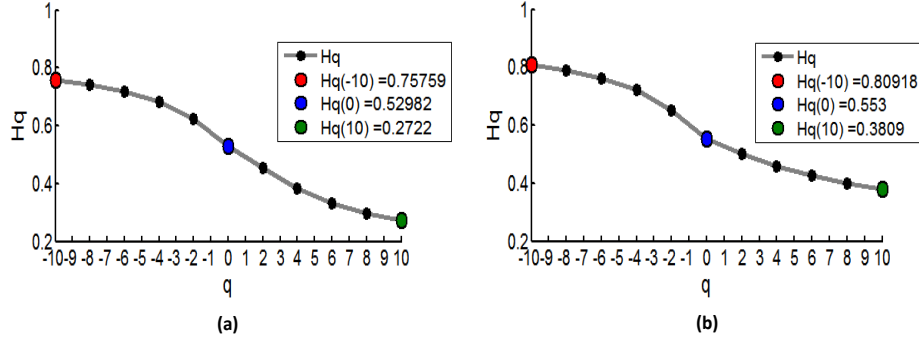 1
0.8
0.6
0.4
0.2
Hq
Hq
Hq(-10) =0.75759
Hq(0) =0.52982
Hq(10) =0.2722
-10 -9 -8 -7 -6 -5 -4 -3 -2 -1 0 1 2 3 4 5 6 7 8 9 10
q
(a)
1
0.8
0.6
0.4
0.2
Hq
Hq
Hq(-10) =0.80918
Hq(0) =0.553
Hq(10) =0.3809
-10 -9 -8 -7 -6 -5 -4 -3 -2 -1 0 1 2 3 4 5 6 7 8 9 10
q
(b)